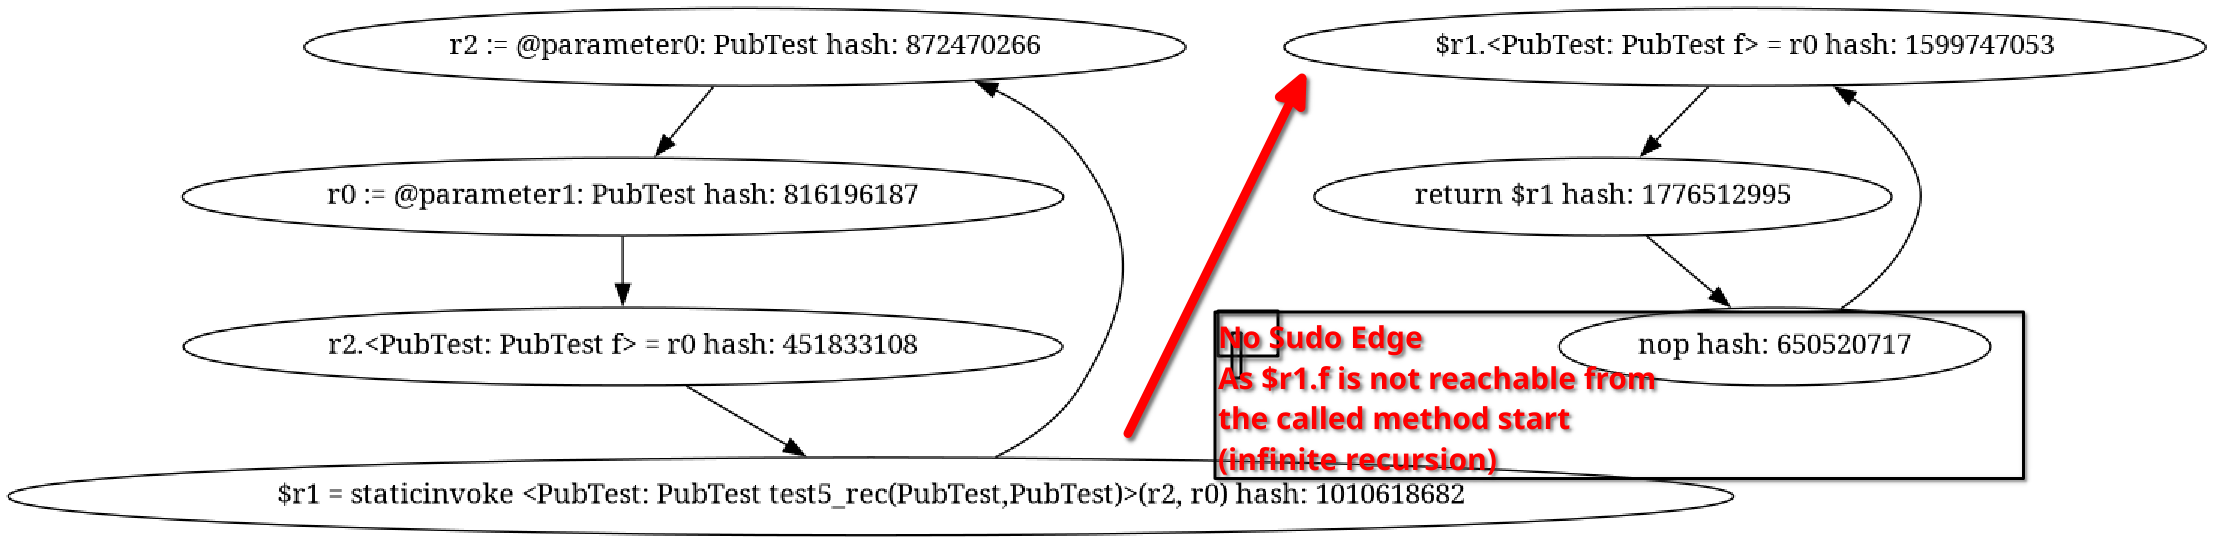 r2 := @parameter0: PubTest hash: 872470266
$r1.<PubTest: PubTest f> = r0 hash: 1599747053
r0 := @parameter1: PubTest hash: 816196187
return $r1 hash: 1776512995
r2.<PubTest: PubTest f> = r0 hash: 451833108
nop hash: 650520717
No Sudo Edge
As $r1.f is not reachable from
the called method start
(infinite recursion)
$r1 = staticinvoke <PubTest: PubTest test5_rec(PubTest,PubTest)>(r2, r0) hash: 1010618682